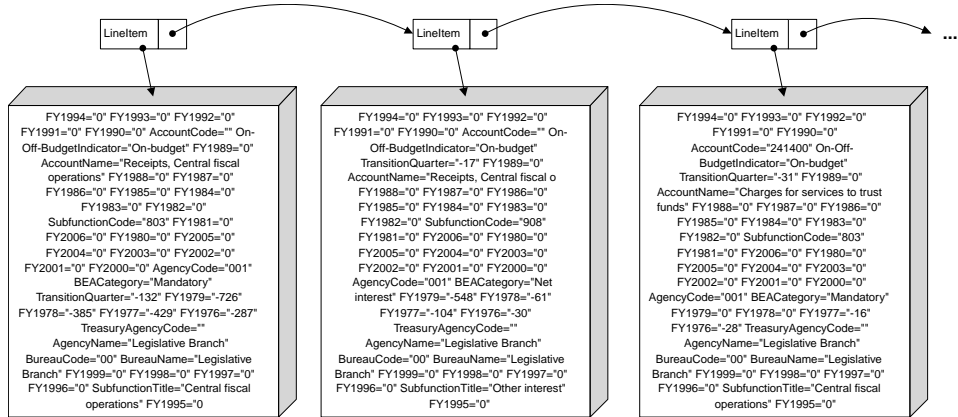 LineItem
LineItem
LineItem
...
FY1994="0" FY1993="0" FY1992="0"
FY1991="0" FY1990="0" AccountCode="" On-
Off-BudgetIndicator="On-budget" FY1989="0"
AccountName="Receipts, Central fiscal
operations" FY1988="0" FY1987="0"
FY1986="0" FY1985="0" FY1984="0"
FY1983="0" FY1982="0"
SubfunctionCode="803" FY1981="0"
FY2006="0" FY1980="0" FY2005="0"
FY2004="0" FY2003="0" FY2002="0"
FY2001="0" FY2000="0" AgencyCode="001"
BEACategory="Mandatory"
TransitionQuarter="-132" FY1979="-726"
FY1978="-385" FY1977="-429" FY1976="-287"
TreasuryAgencyCode=""
AgencyName="Legislative Branch"
BureauCode="00" BureauName="Legislative
Branch" FY1999="0" FY1998="0" FY1997="0"
FY1996="0" SubfunctionTitle="Central fiscal
operations" FY1995="0
FY1994="0" FY1993="0" FY1992="0"
FY1991="0" FY1990="0" AccountCode="" On-
Off-BudgetIndicator="On-budget"
TransitionQuarter="-17" FY1989="0"
AccountName="Receipts, Central fiscal o
FY1988="0" FY1987="0" FY1986="0"
FY1985="0" FY1984="0" FY1983="0"
FY1982="0" SubfunctionCode="908"
FY1981="0" FY2006="0" FY1980="0"
FY2005="0" FY2004="0" FY2003="0"
FY2002="0" FY2001="0" FY2000="0"
AgencyCode="001" BEACategory="Net
interest" FY1979="-548" FY1978="-61"
FY1977="-104" FY1976="-30"
TreasuryAgencyCode=""
AgencyName="Legislative Branch"
BureauCode="00" BureauName="Legislative
Branch" FY1999="0" FY1998="0" FY1997="0"
FY1996="0" SubfunctionTitle="Other interest"
FY1995="0"
FY1994="0" FY1993="0" FY1992="0"
FY1991="0" FY1990="0"
AccountCode="241400" On-Off-
BudgetIndicator="On-budget"
TransitionQuarter="-31" FY1989="0"
AccountName="Charges for services to trust
funds" FY1988="0" FY1987="0" FY1986="0"
FY1985="0" FY1984="0" FY1983="0"
FY1982="0" SubfunctionCode="803"
FY1981="0" FY2006="0" FY1980="0"
FY2005="0" FY2004="0" FY2003="0"
FY2002="0" FY2001="0" FY2000="0"
AgencyCode="001" BEACategory="Mandatory"
FY1979="0" FY1978="0" FY1977="-16"
FY1976="-28" TreasuryAgencyCode=""
AgencyName="Legislative Branch"
BureauCode="00" BureauName="Legislative
Branch" FY1999="0" FY1998="0" FY1997="0"
FY1996="0" SubfunctionTitle="Central fiscal
operations" FY1995="0"